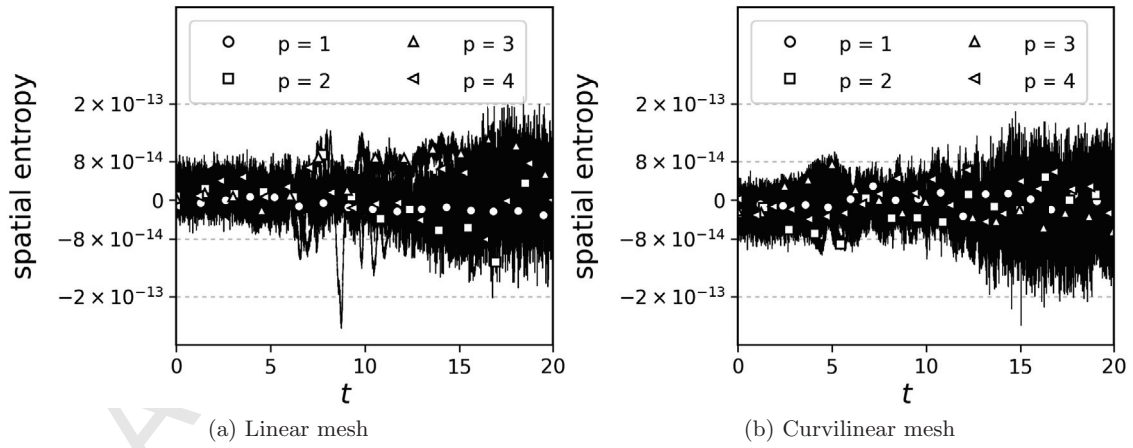 p = 1
p = 3
p = 2
p = 4
spatial entropy
2 × 10⁻¹³
8 × 10⁻¹⁴
0
−8 × 10⁻¹⁴
−2 × 10⁻¹³
0 5 10 15 20
t
(a) Linear mesh
p = 1
p = 3
p = 2
p = 4
spatial entropy
2 × 10⁻¹³
8 × 10⁻¹⁴
0
−8 × 10⁻¹⁴
−2 × 10⁻¹³
0 5 10 15 20
t
(b) Curvilinear mesh